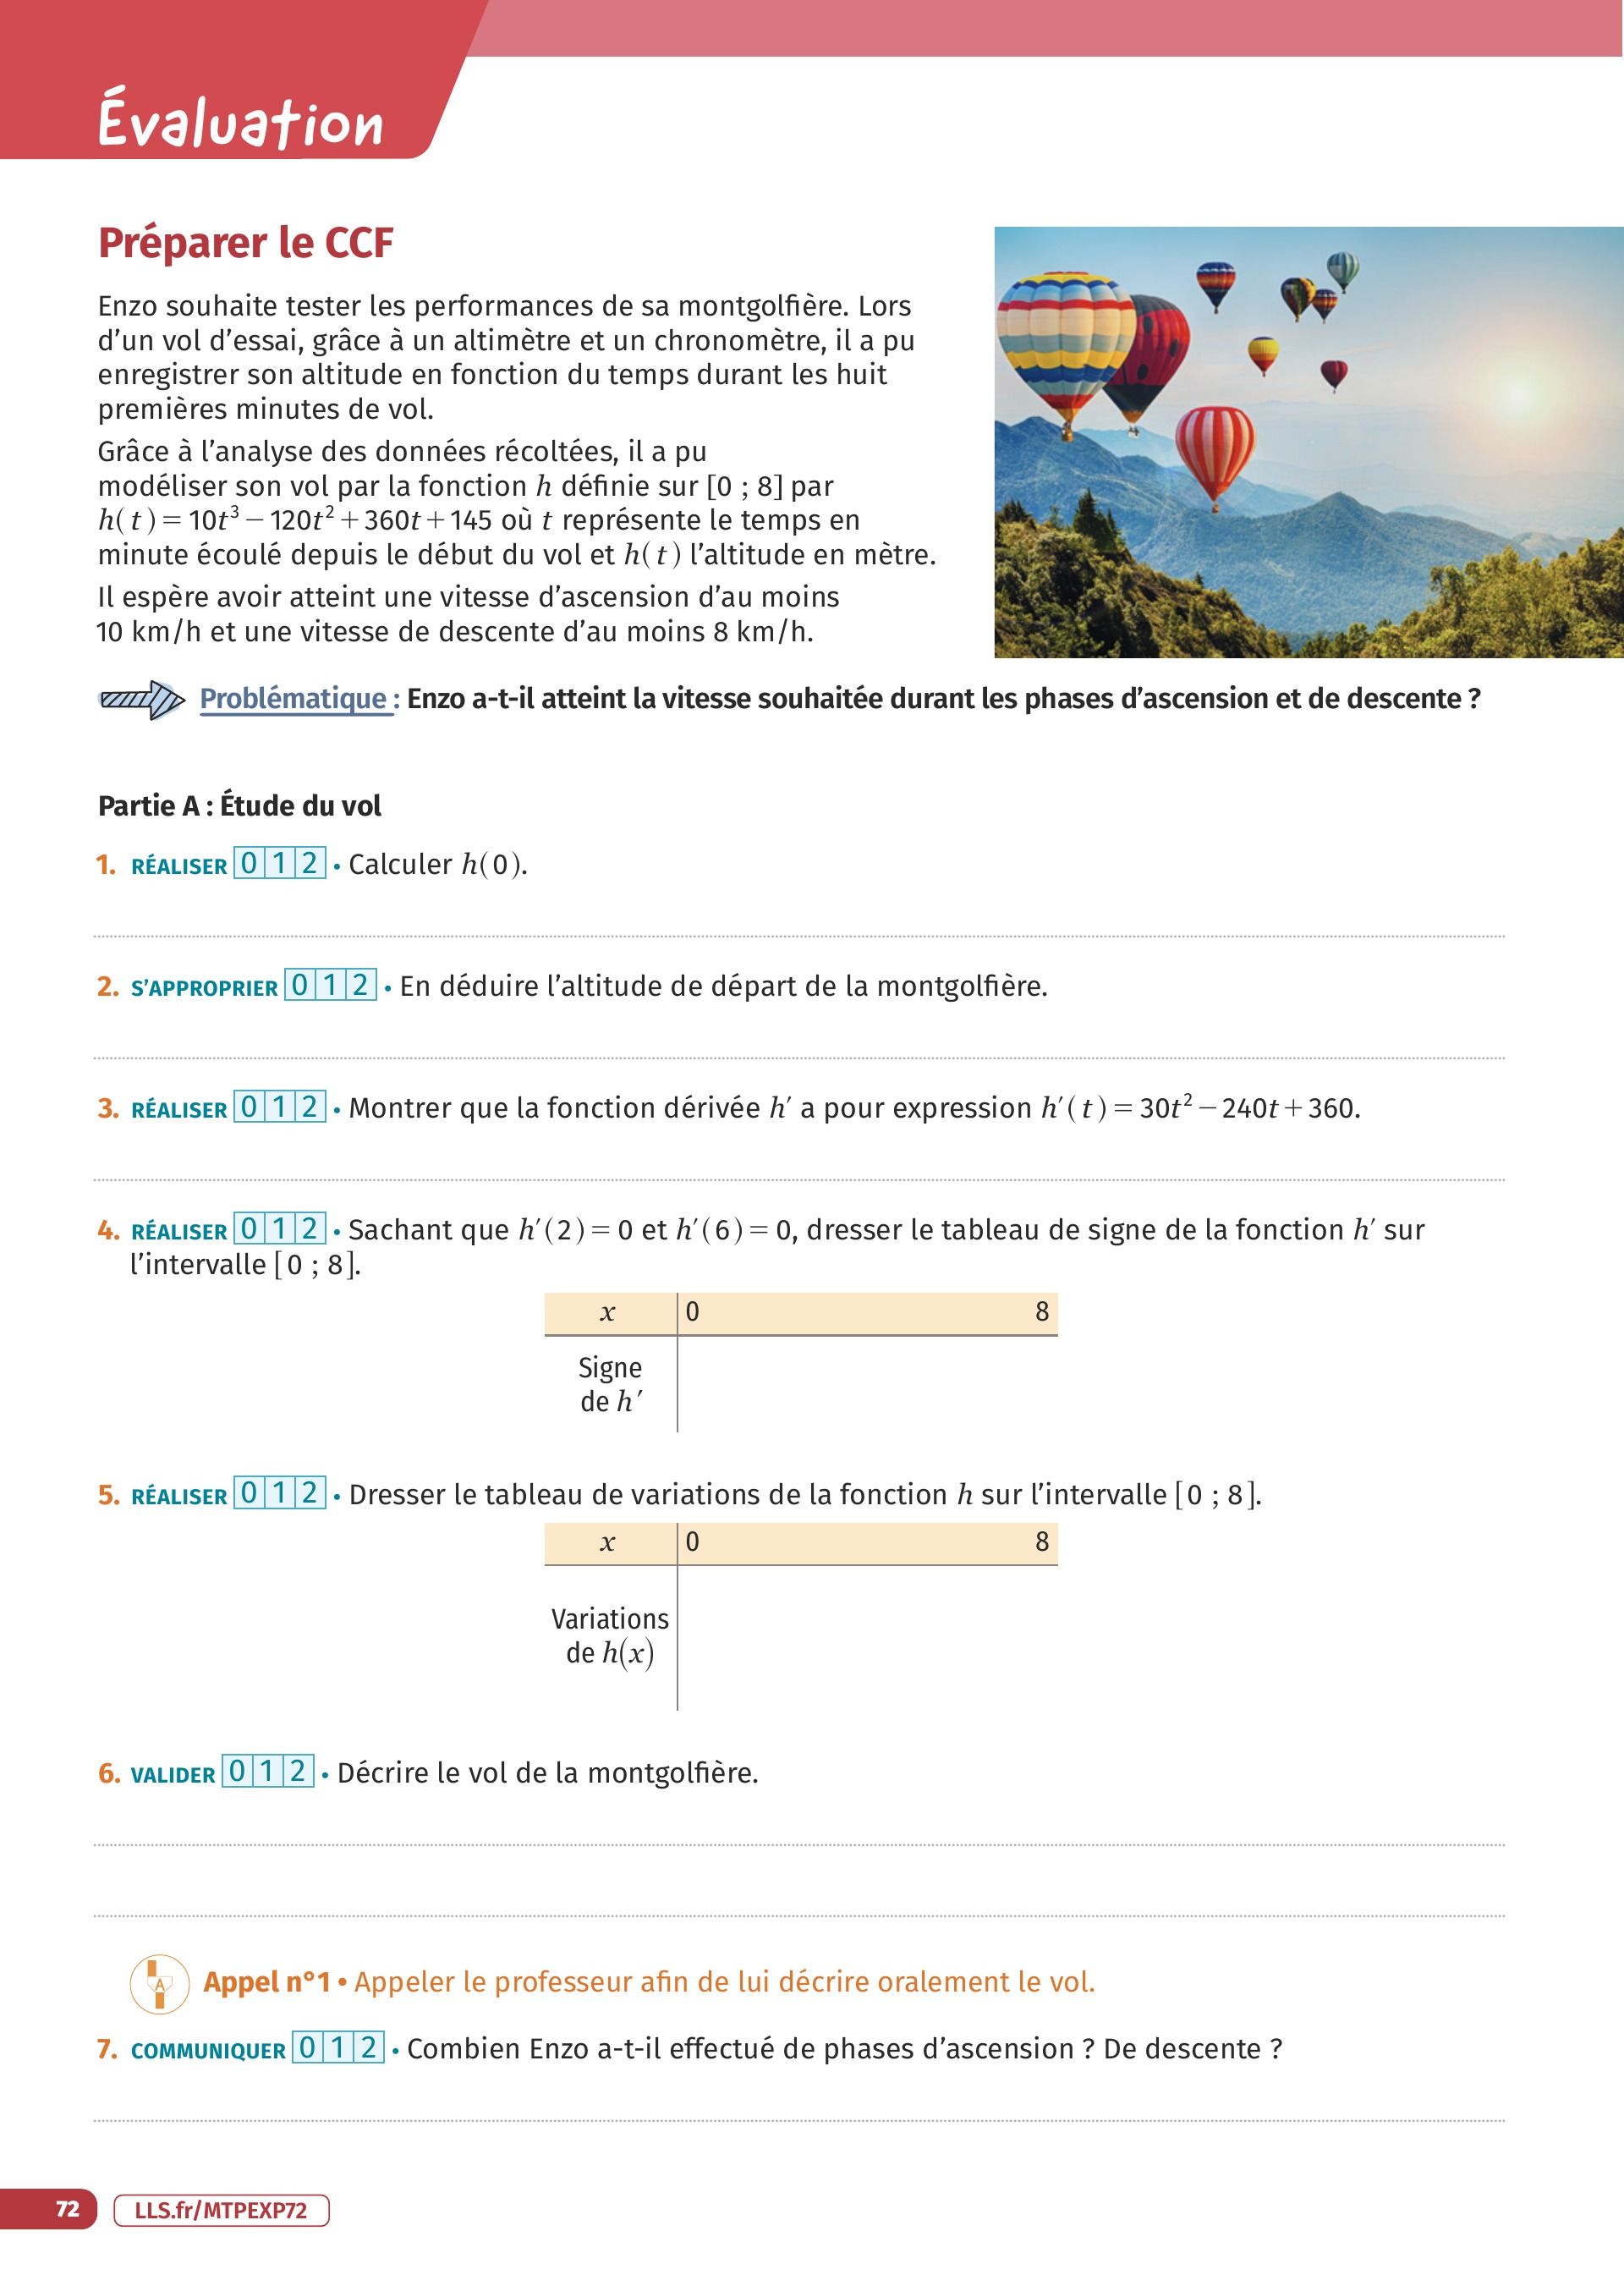 Évaluation
Préparer le CCF
Enzo souhaite tester les performances de sa montgolfière. Lors
d’un vol d’essai, grâce à un altimètre et un chronomètre, il a pu
enregistrer son altitude en fonction du temps durant les huit
premières minutes de vol.
Grâce à l’analyse des données récoltées, il a pu
modéliser son vol par la fonction h définie sur [0 ; 8] par
h(t) = 10t³ − 120t² + 360t + 145 où t représente le temps en
minute écoulé depuis le début du vol et h(t) l’altitude en mètre.
Il espère avoir atteint une vitesse d’ascension d’au moins
10 km/h et une vitesse de descente d’au moins 8 km/h.
Problématique : Enzo a-t-il atteint la vitesse souhaitée durant les phases d’ascension et de descente ?
Partie A : Étude du vol
1. RÉALISER 0 1 2 • Calculer h(0).
2. S’APPROPRIER 0 1 2 • En déduire l’altitude de départ de la montgolfière.
3. RÉALISER 0 1 2 • Montrer que la fonction dérivée h′ a pour expression h′(t) = 30t² − 240t + 360.
4. RÉALISER 0 1 2 • Sachant que h′(2) = 0 et h′(6) = 0, dresser le tableau de signe de la fonction h′ sur
l’intervalle [0 ; 8].
x 0 8
Signe
de h′
5. RÉALISER 0 1 2 • Dresser le tableau de variations de la fonction h sur l’intervalle [0 ; 8].
x 0 8
Variations
de h(x)
6. VALIDER 0 1 2 • Décrire le vol de la montgolfière.
A
Appel n°1 • Appeler le professeur afin de lui décrire oralement le vol.
7. COMMUNIQUER 0 1 2 • Combien Enzo a-t-il effectué de phases d’ascension ? De descente ?
72
LLS.fr/MTPEXP72